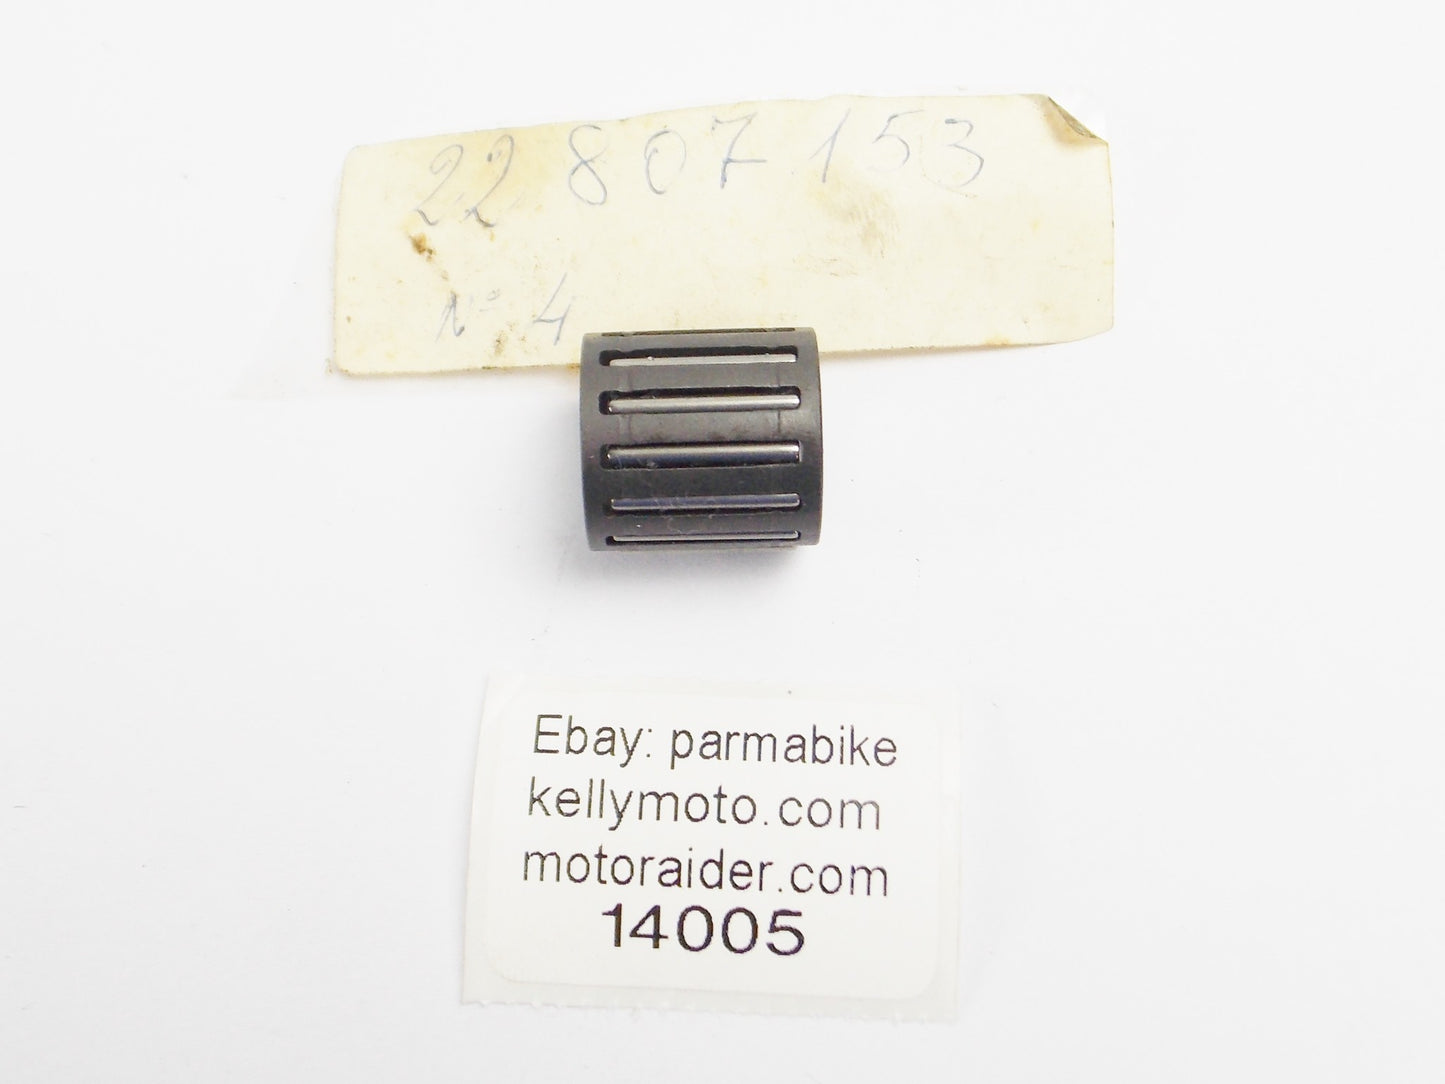 22 807 153
N° 4
Ebay: parmabike
kellymoto.com
motoraider.com
14005